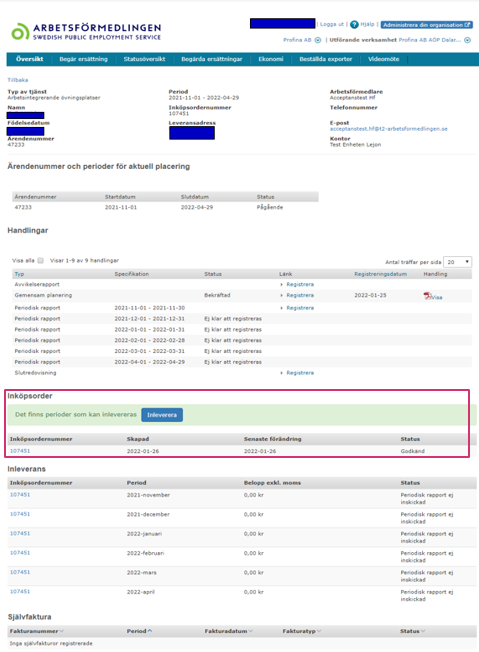 ARBETSFÖRMEDLINGEN
SWEDISH PUBLIC EMPLOYMENT SERVICE
| Logga ut | ? Hjälp | Administrera din organisation
Profina AB | Utförande verksamhet Profina AB AÖP Dalar...
Översikt Begär ersättning Statusöversikt Begärda ersättningar Ekonomi Beställda exporter Videomöte
Tillbaka
Typ av tjänst Period Arbetsförmedlare
Arbetsintegrerande övningsplatser 2021-11-01 - 2022-04-29 Acceptanstest Hf
Namn Inköpsordernummer Telefonnummer
107451
Födelsedatum Leveransadress E-post
acceptanstest.hf@t2-arbetsformedlingen.se
Ärendenummer Kontor
47233 Test Enheten Lejon
Ärendenummer och perioder för aktuell placering
Ärendenummer Startdatum Slutdatum Status
47233 2021-11-01 2022-04-29 Pågående
Handlingar
Visa alla Visar 1-9 av 9 handlingar Antal träffar per sida 20
Typ Specifikation Status Länk Registreringsdatum Handling
Avvikelserapport Registrera
Gemensam planering Bekräftad Registrera 2022-01-25 Visa
Periodisk rapport 2021-11-01 - 2021-11-30 Registrera
Periodisk rapport 2021-12-01 - 2021-12-31 Ej klar att registreras
Periodisk rapport 2022-01-01 - 2022-01-31 Ej klar att registreras
Periodisk rapport 2022-02-01 - 2022-02-28 Ej klar att registreras
Periodisk rapport 2022-03-01 - 2022-03-31 Ej klar att registreras
Periodisk rapport 2022-04-01 - 2022-04-29 Ej klar att registreras
Slutredovisning Registrera
Inköpsorder
Det finns perioder som kan inlevereras Inleverera
Inköpsordernummer Skapad Senaste förändring Status
107451 2022-01-26 2022-01-26 Godkänd
Inleverans
Inköpsordernummer Period Belopp exkl. moms Status
107451 2021-november 0,00 kr Periodisk rapport ej
inskickad
107451 2021-december 0,00 kr Periodisk rapport ej
inskickad
107451 2022-januari 0,00 kr Periodisk rapport ej
inskickad
107451 2022-februari 0,00 kr Periodisk rapport ej
inskickad
107451 2022-mars 0,00 kr Periodisk rapport ej
inskickad
107451 2022-april 0,00 kr Periodisk rapport ej
inskickad
Självfaktura
Fakturanummer Period Fakturadatum Fakturatyp Status
Inga självfakturor registrerade